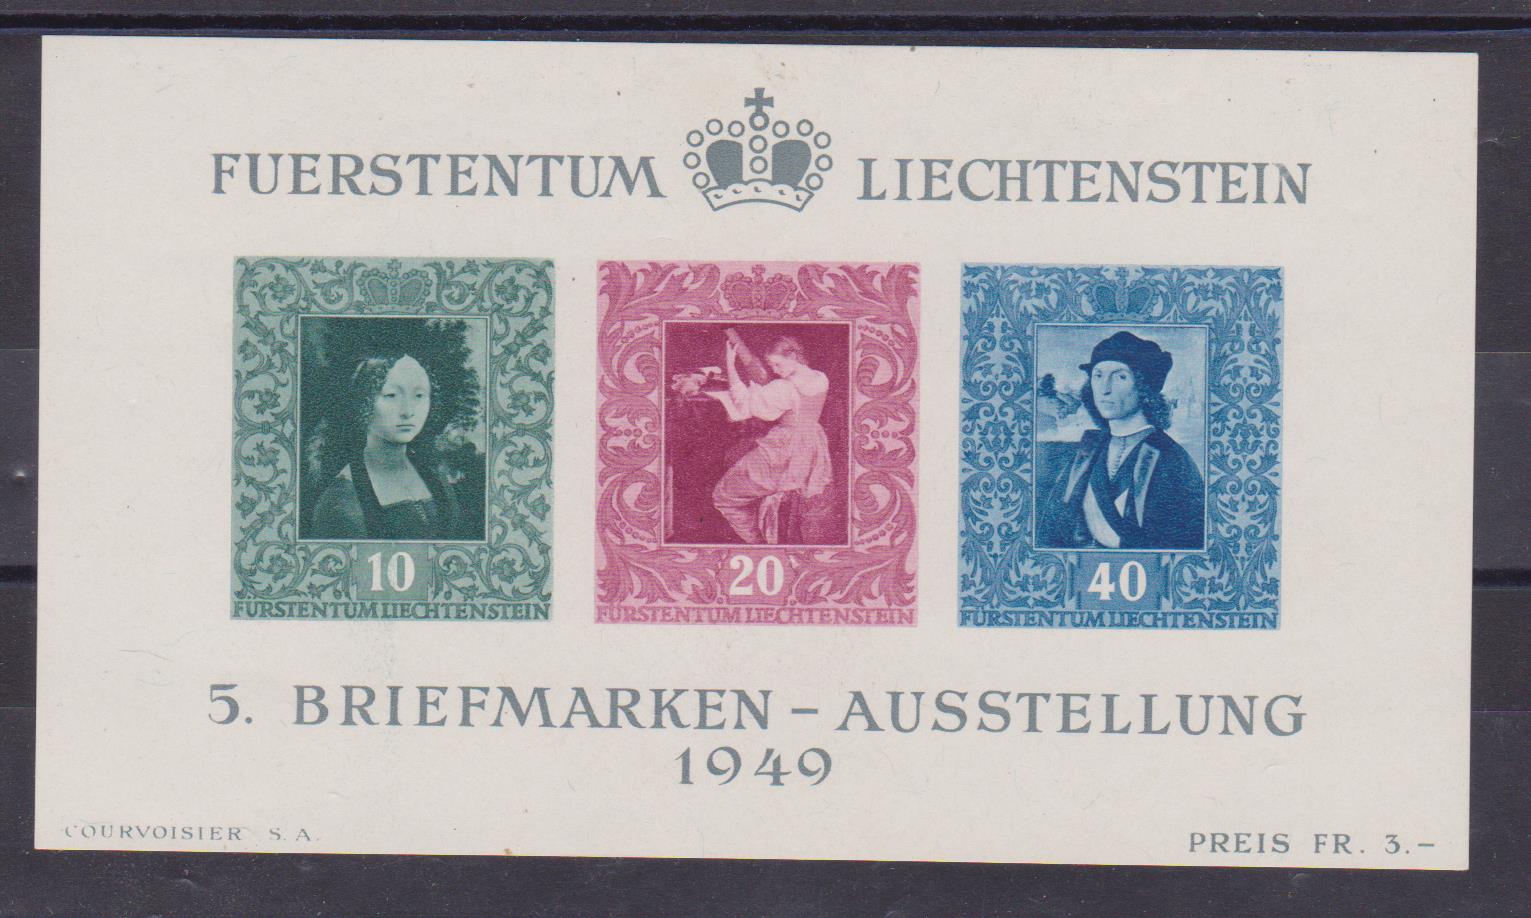 FUERSTENTUM LIECHTENSTEIN
10
FÜRSTENTUM LIECHTENSTEIN
20
FÜRSTENTUM LIECHTENSTEIN
40
FÜRSTENTUM LIECHTENSTEIN
5. BRIEFMARKEN – AUSSTELLUNG
1949
COURVOISIER S.A.
PREIS FR. 3.–